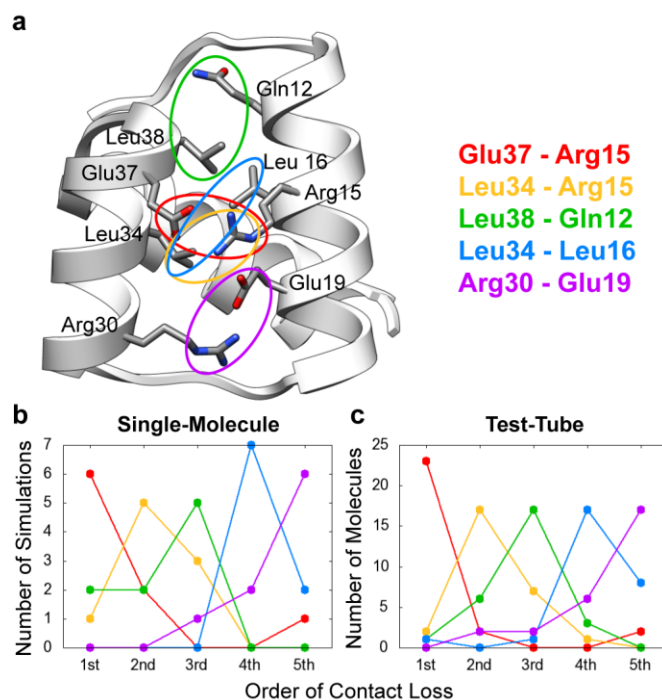 a
Gln12
Leu38
Glu37
Leu 16
Arg15
Leu34
Glu19
Arg30
Glu37 - Arg15
Leu34 - Arg15
Leu38 - Gln12
Leu34 - Leu16
Arg30 - Glu19
b
Single-Molecule
Number of Simulations
7
6
5
4
3
2
1
0
1st 2nd 3rd 4th 5th
c
Test-Tube
Number of Molecules
25
20
15
10
5
0
1st 2nd 3rd 4th 5th
Order of Contact Loss